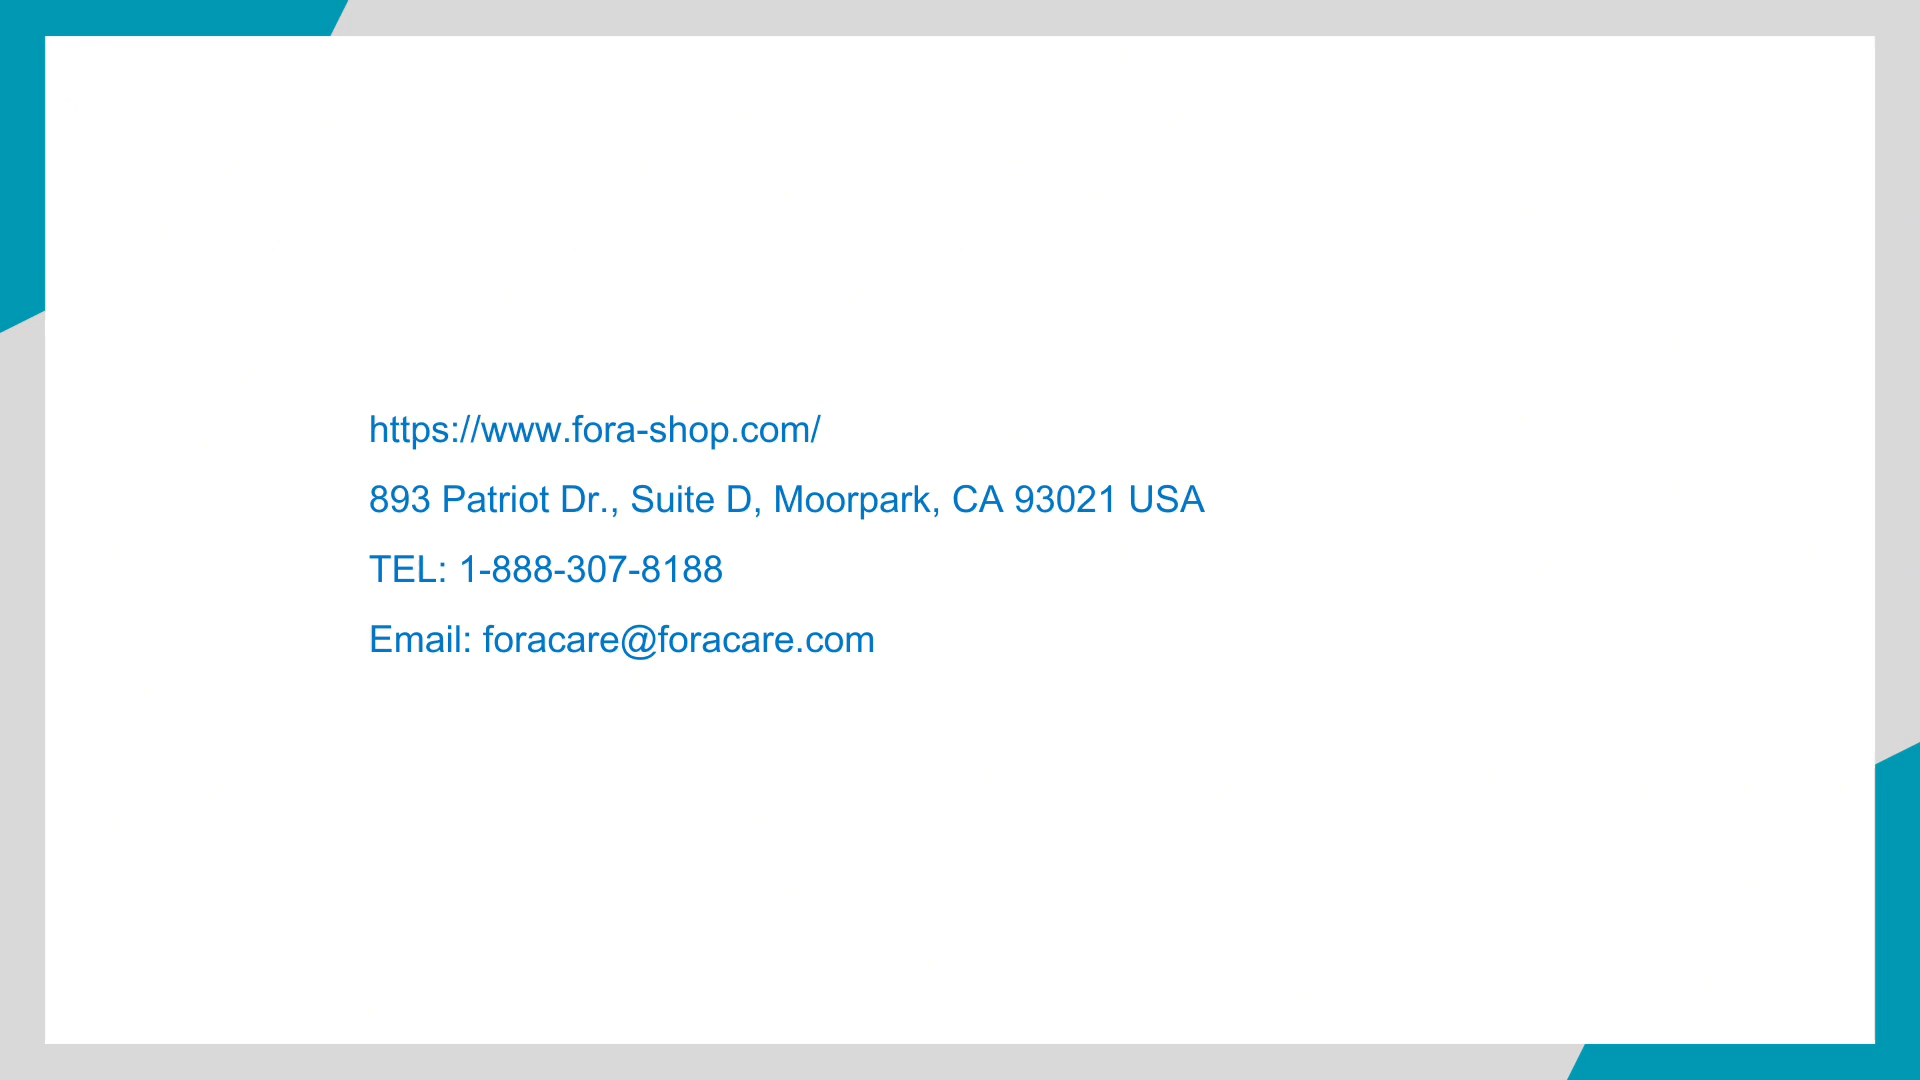 https://www.fora-shop.com/
893 Patriot Dr., Suite D, Moorpark, CA 93021 USA
TEL: 1-888-307-8188
Email: foracare@foracare.com